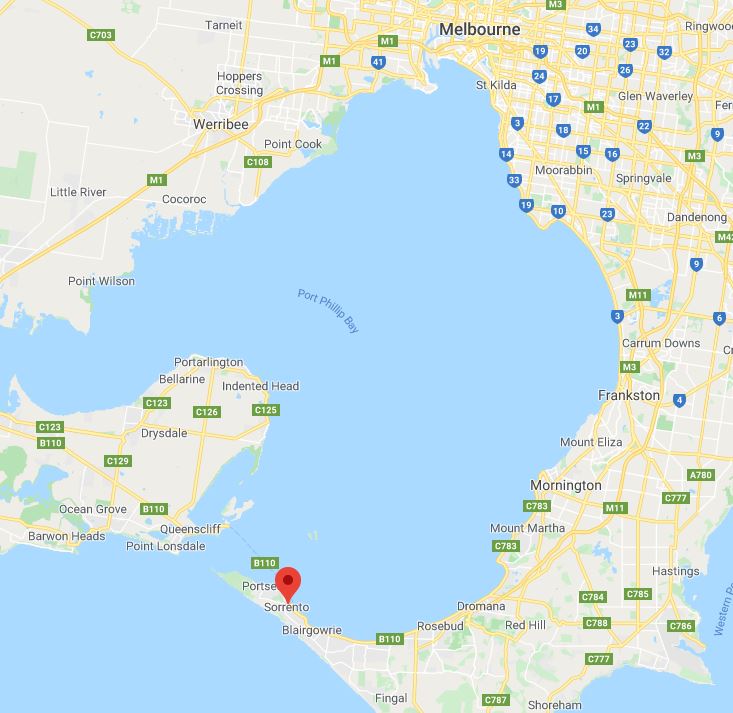 M3
Tarneit
Melbourne
34
Ringwoo
C703
M1
19
20
23
32
M1
41
Hoppers
Crossing
24
26
St Kilda
17
M1
Glen Waverley
Fer
Werribee
3
18
22
9
Point Cook
14
15
16
M3
C108
Moorabbin
M1
33
Springvale
Little River
Cocoroc
19
10
23
Dandenong
M42
9
Point Wilson
Port Phillip Bay
M11
3
6
Carrum Downs
C
Portarlington
M3
Bellarine
Indented Head
Frankston
4
C123
C126
C125
C123
B110
Drysdale
Mount Eliza
C129
A780
Mornington
C777
Ocean Grove
B110
C783
M11
Queenscliff
Mount Martha
Barwon Heads
Point Lonsdale
C783
B110
Hastings
Portse
C784
C785
Sorrento
Dromana
Western Po
Blairgowrie
Rosebud
Red Hill
C788
C786
B110
C777
Fingal
C787
Shoreham